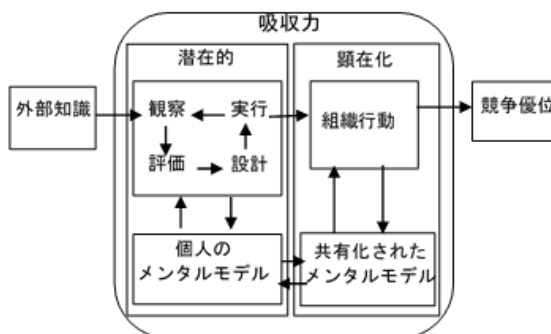 吸収力
潜在的
顕在化
外部知識
観察
実行
評価
設計
組織行動
競争優位
個人の
メンタルモデル
共有化された
メンタルモデル